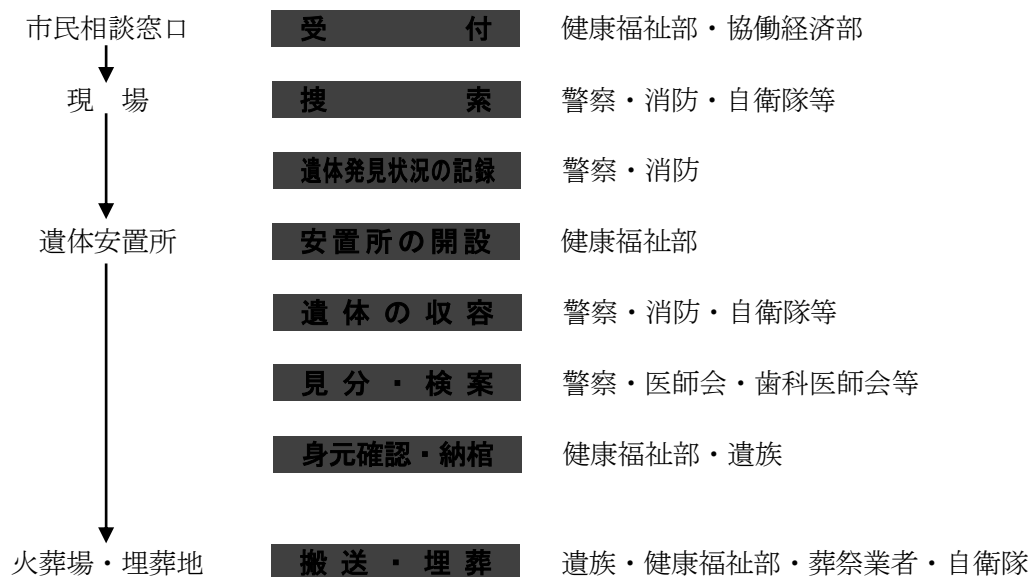 市民相談窓口 受付 健康福祉部・協働経済部
現場 捜索 警察・消防・自衛隊等
遺体発見状況の記録 警察・消防
遺体安置所 安置所の開設 健康福祉部
遺体の収容 警察・消防・自衛隊等
見分・検案 警察・医師会・歯科医師会等
身元確認・納棺 健康福祉部・遺族
火葬場・埋葬地 搬送・埋葬 遺族・健康福祉部・葬祭業者・自衛隊